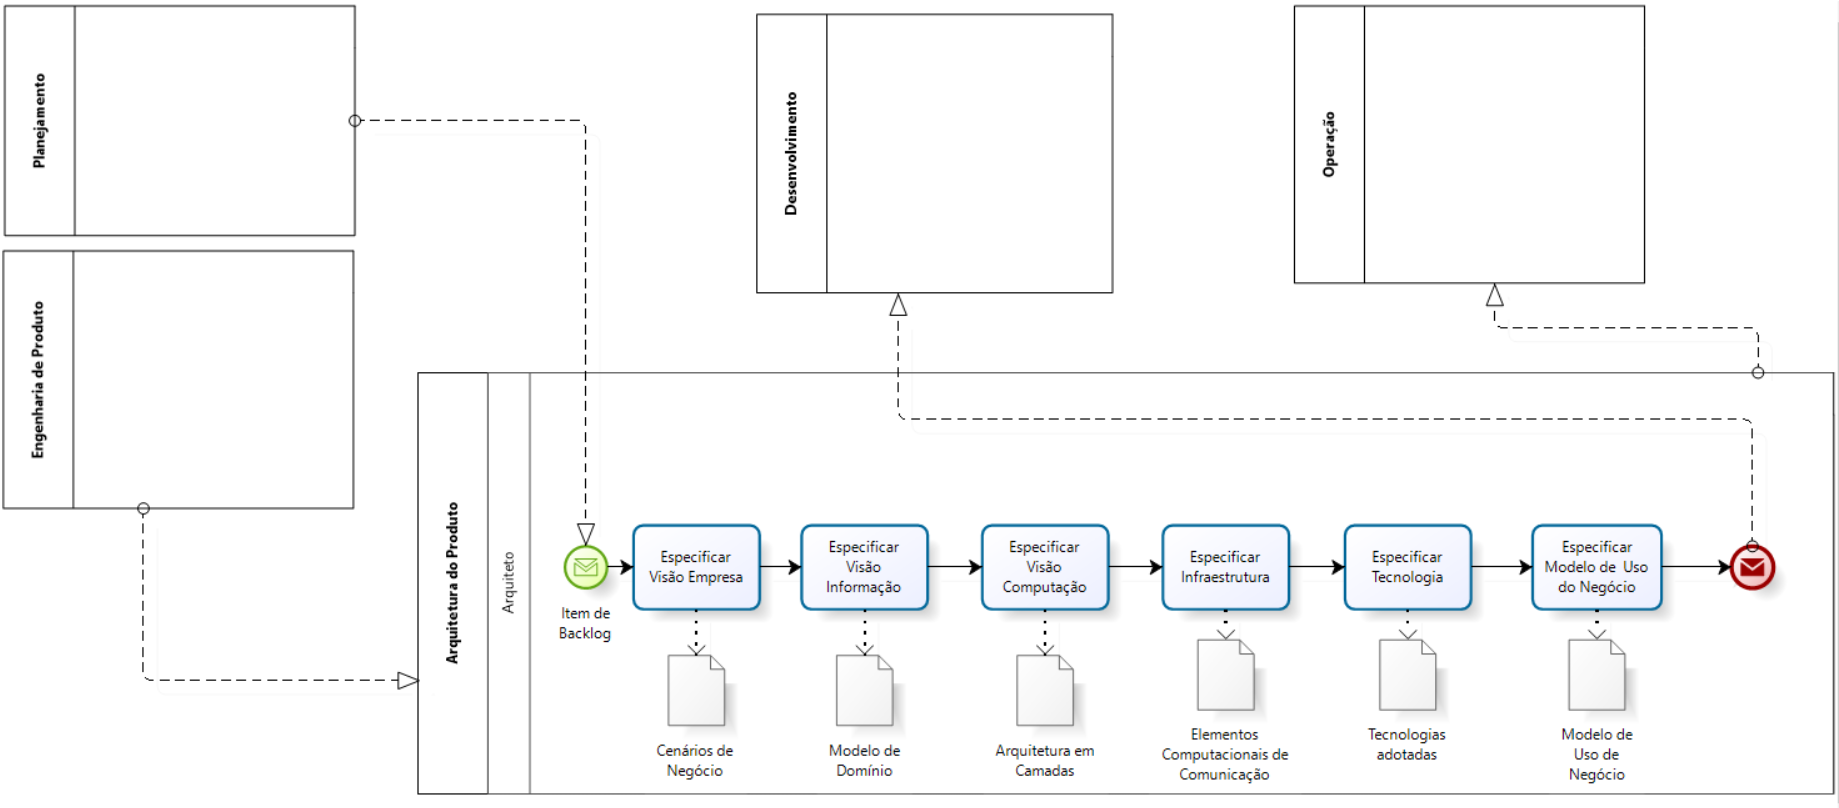 Planejamento
Engenharia de Produto
Desenvolvimento
Operação
Arquitetura do Produto
Arquiteto
Item de
Backlog
Especificar
Visão Empresa
Especificar
Visão
Informação
Especificar
Visão
Computação
Especificar
Infraestrutura
Especificar
Tecnologia
Especificar
Modelo de Uso
do Negócio
Cenários de
Negócio
Modelo de
Domínio
Arquitetura em
Camadas
Elementos
Computacionais de
Comunicação
Tecnologias
adotadas
Modelo de
Uso de
Negócio